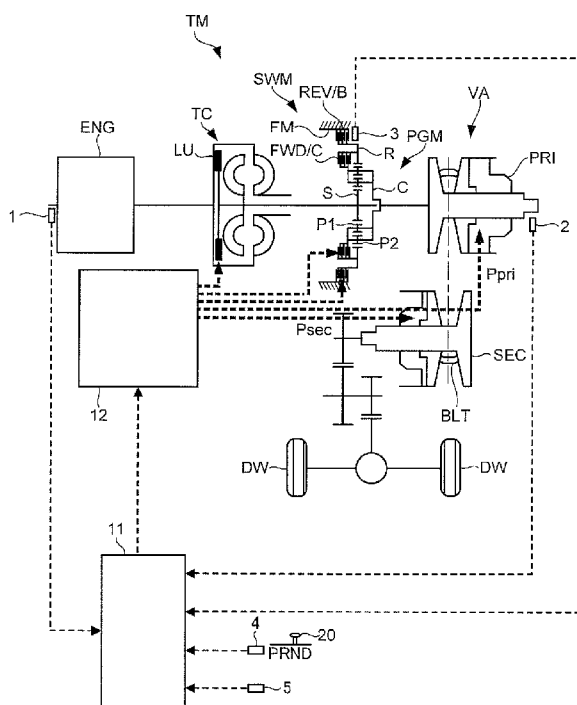 TM
SWM
REV/B
VA
ENG
TC
FM
3
PRI
LU
FWD/C
R
PGM
1
S
C
2
P1
P2
Ppri
Psec
SEC
12
BLT
DW
DW
11
4
20
PRND
5